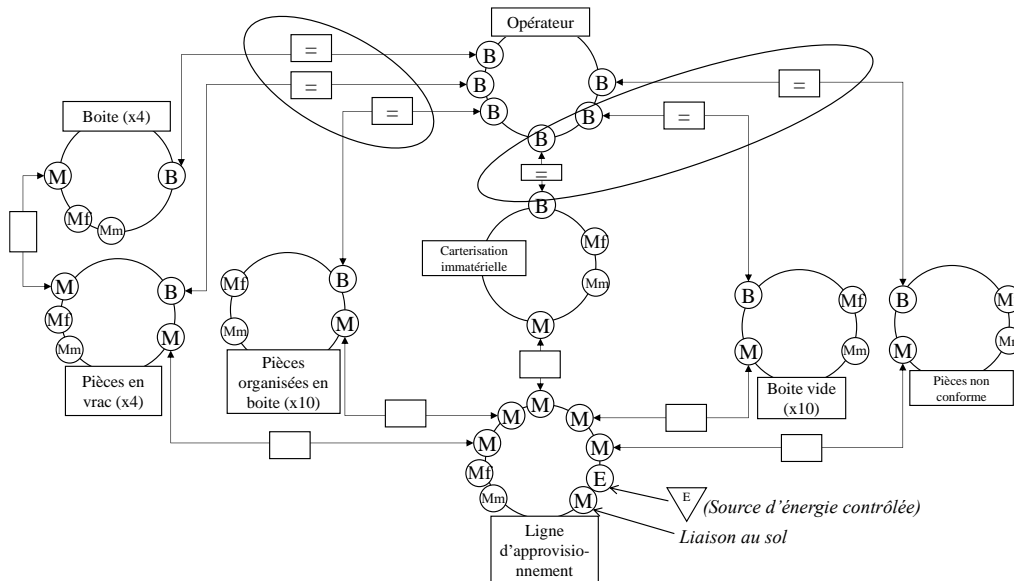 Opérateur
=
B
=
B
B
=
=
B
B
=
Boite (x4)
B
=
M
B
B
Mf
Mm
Carterisation
immatérielle
Mf
Mm
M
M
B
Mf
Mm
M
Pièces en
vrac (x4)
Mf
B
Mm
M
Pièces
organisées en
boite (x10)
B
Mf
M
Mm
Boite vide
(x10)
B
M
M
Pièces non
conforme
M
M
M
M
M
Mf
E
Mm
M
E
(Source d'énergie contrôlée)
Liaison au sol
Ligne
d'approvisio-
nnement